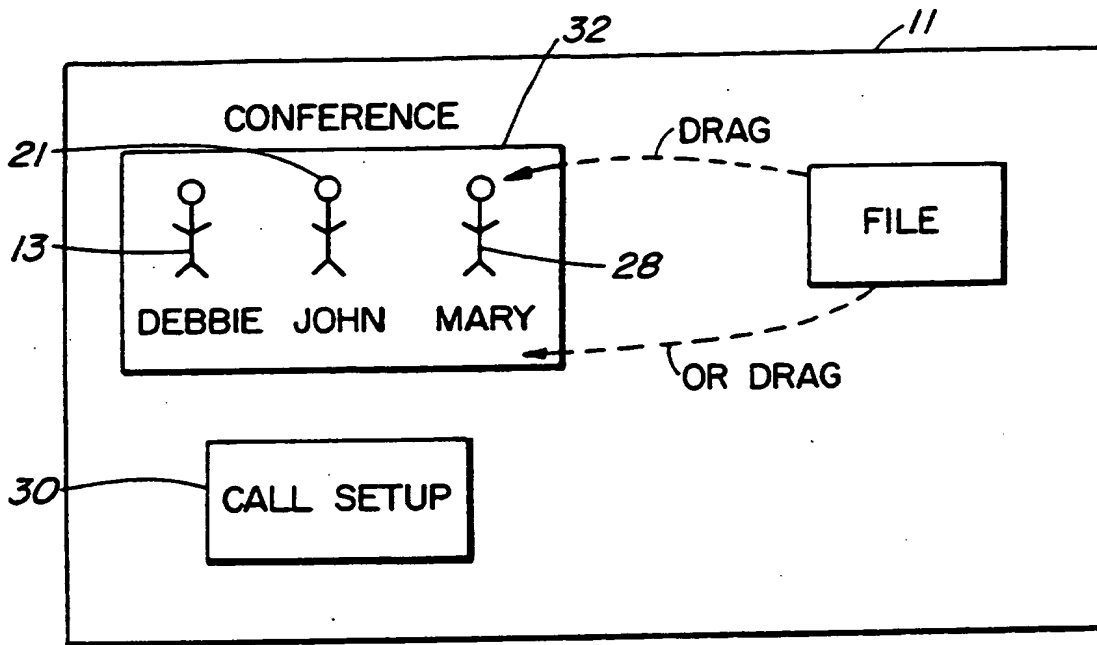 32
11
CONFERENCE
DRAG
21
FILE
13
28
DEBBIE JOHN MARY
OR DRAG
30
CALL SETUP